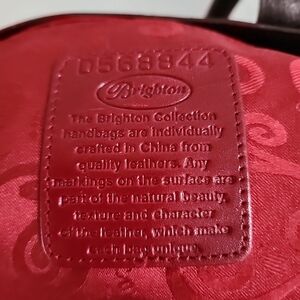 D568844
Brighton
The Brighton Collection
handbags are individually
crafted in China from
quality leathers. Any
markings on the surface are
part of the natural beauty,
texture and character
of the leather, which make
each bag unique.